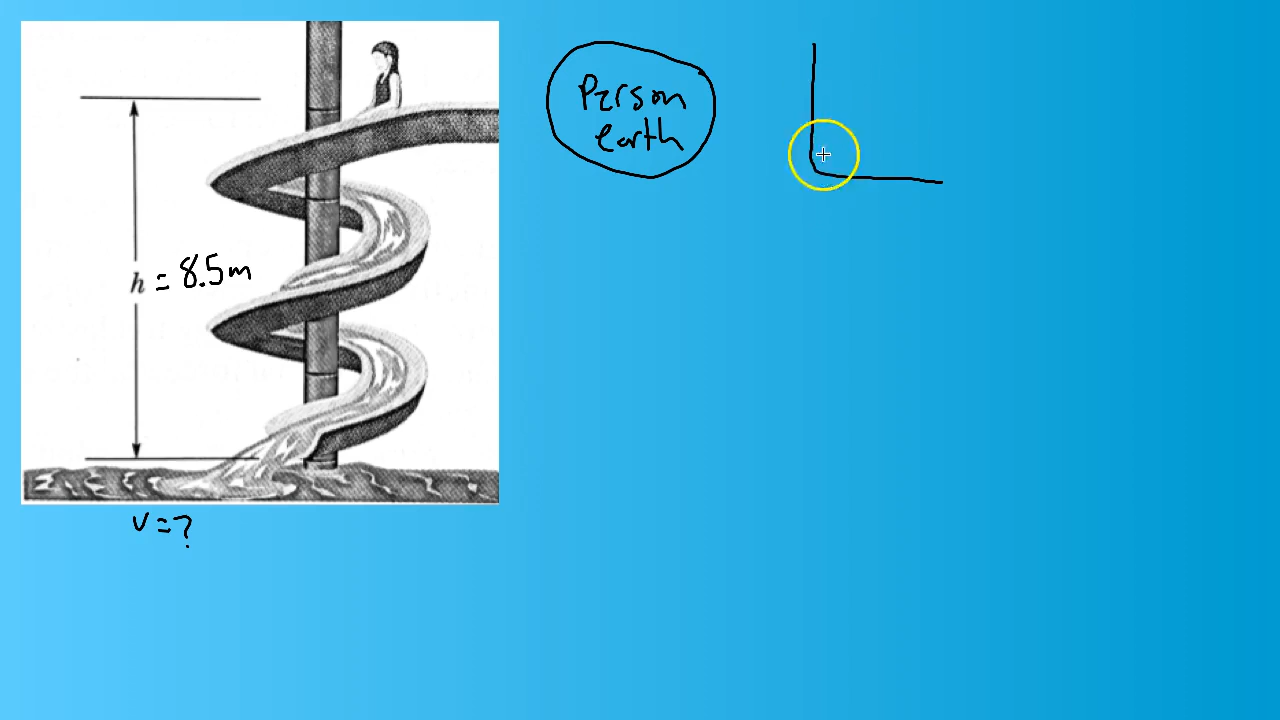 h = 8.5m
v = ?
Person
earth